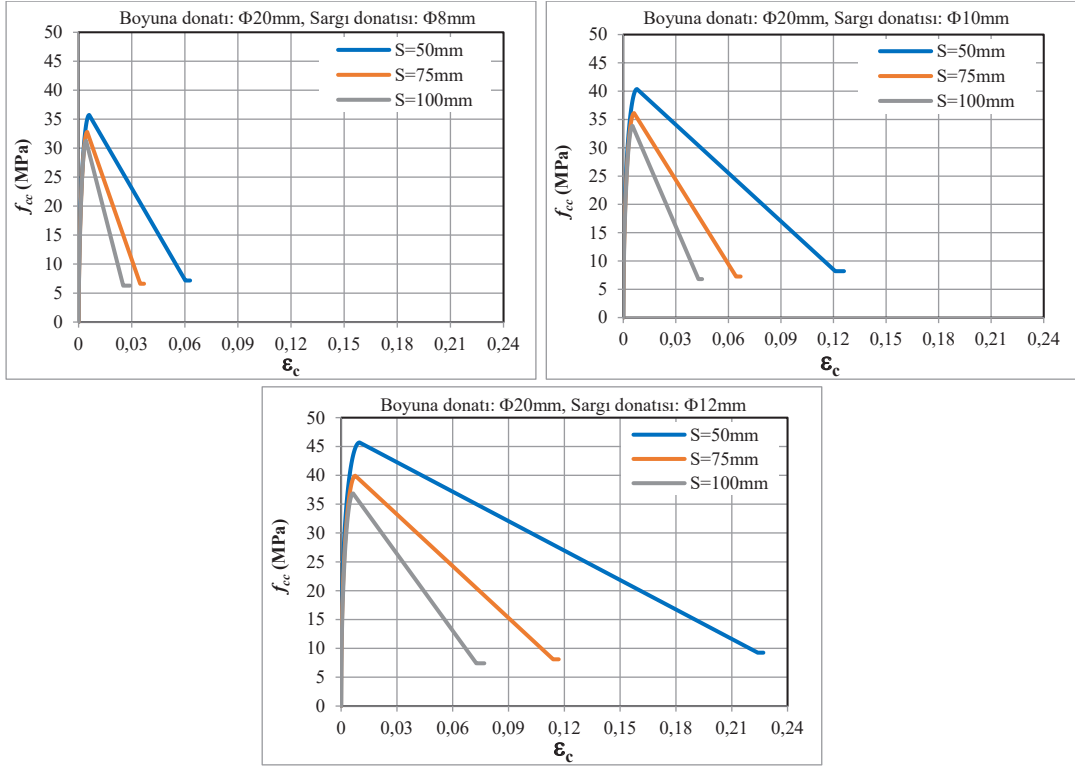 Boyuna donatı: Φ20mm, Sargı donatısı: Φ8mm
50
45
40
35
30
25
20
15
10
5
0
f_cc (MPa)
S=50mm
S=75mm
S=100mm
0 0,03 0,06 0,09 0,12 0,15 0,18 0,21 0,24
ε_c
Boyuna donatı: Φ20mm, Sargı donatısı: Φ10mm
50
45
40
35
30
25
20
15
10
5
0
f_cc (MPa)
S=50mm
S=75mm
S=100mm
0 0,03 0,06 0,09 0,12 0,15 0,18 0,21 0,24
ε_c
Boyuna donatı: Φ20mm, Sargı donatısı: Φ12mm
50
45
40
35
30
25
20
15
10
5
0
f_cc (MPa)
S=50mm
S=75mm
S=100mm
0 0,03 0,06 0,09 0,12 0,15 0,18 0,21 0,24
ε_c